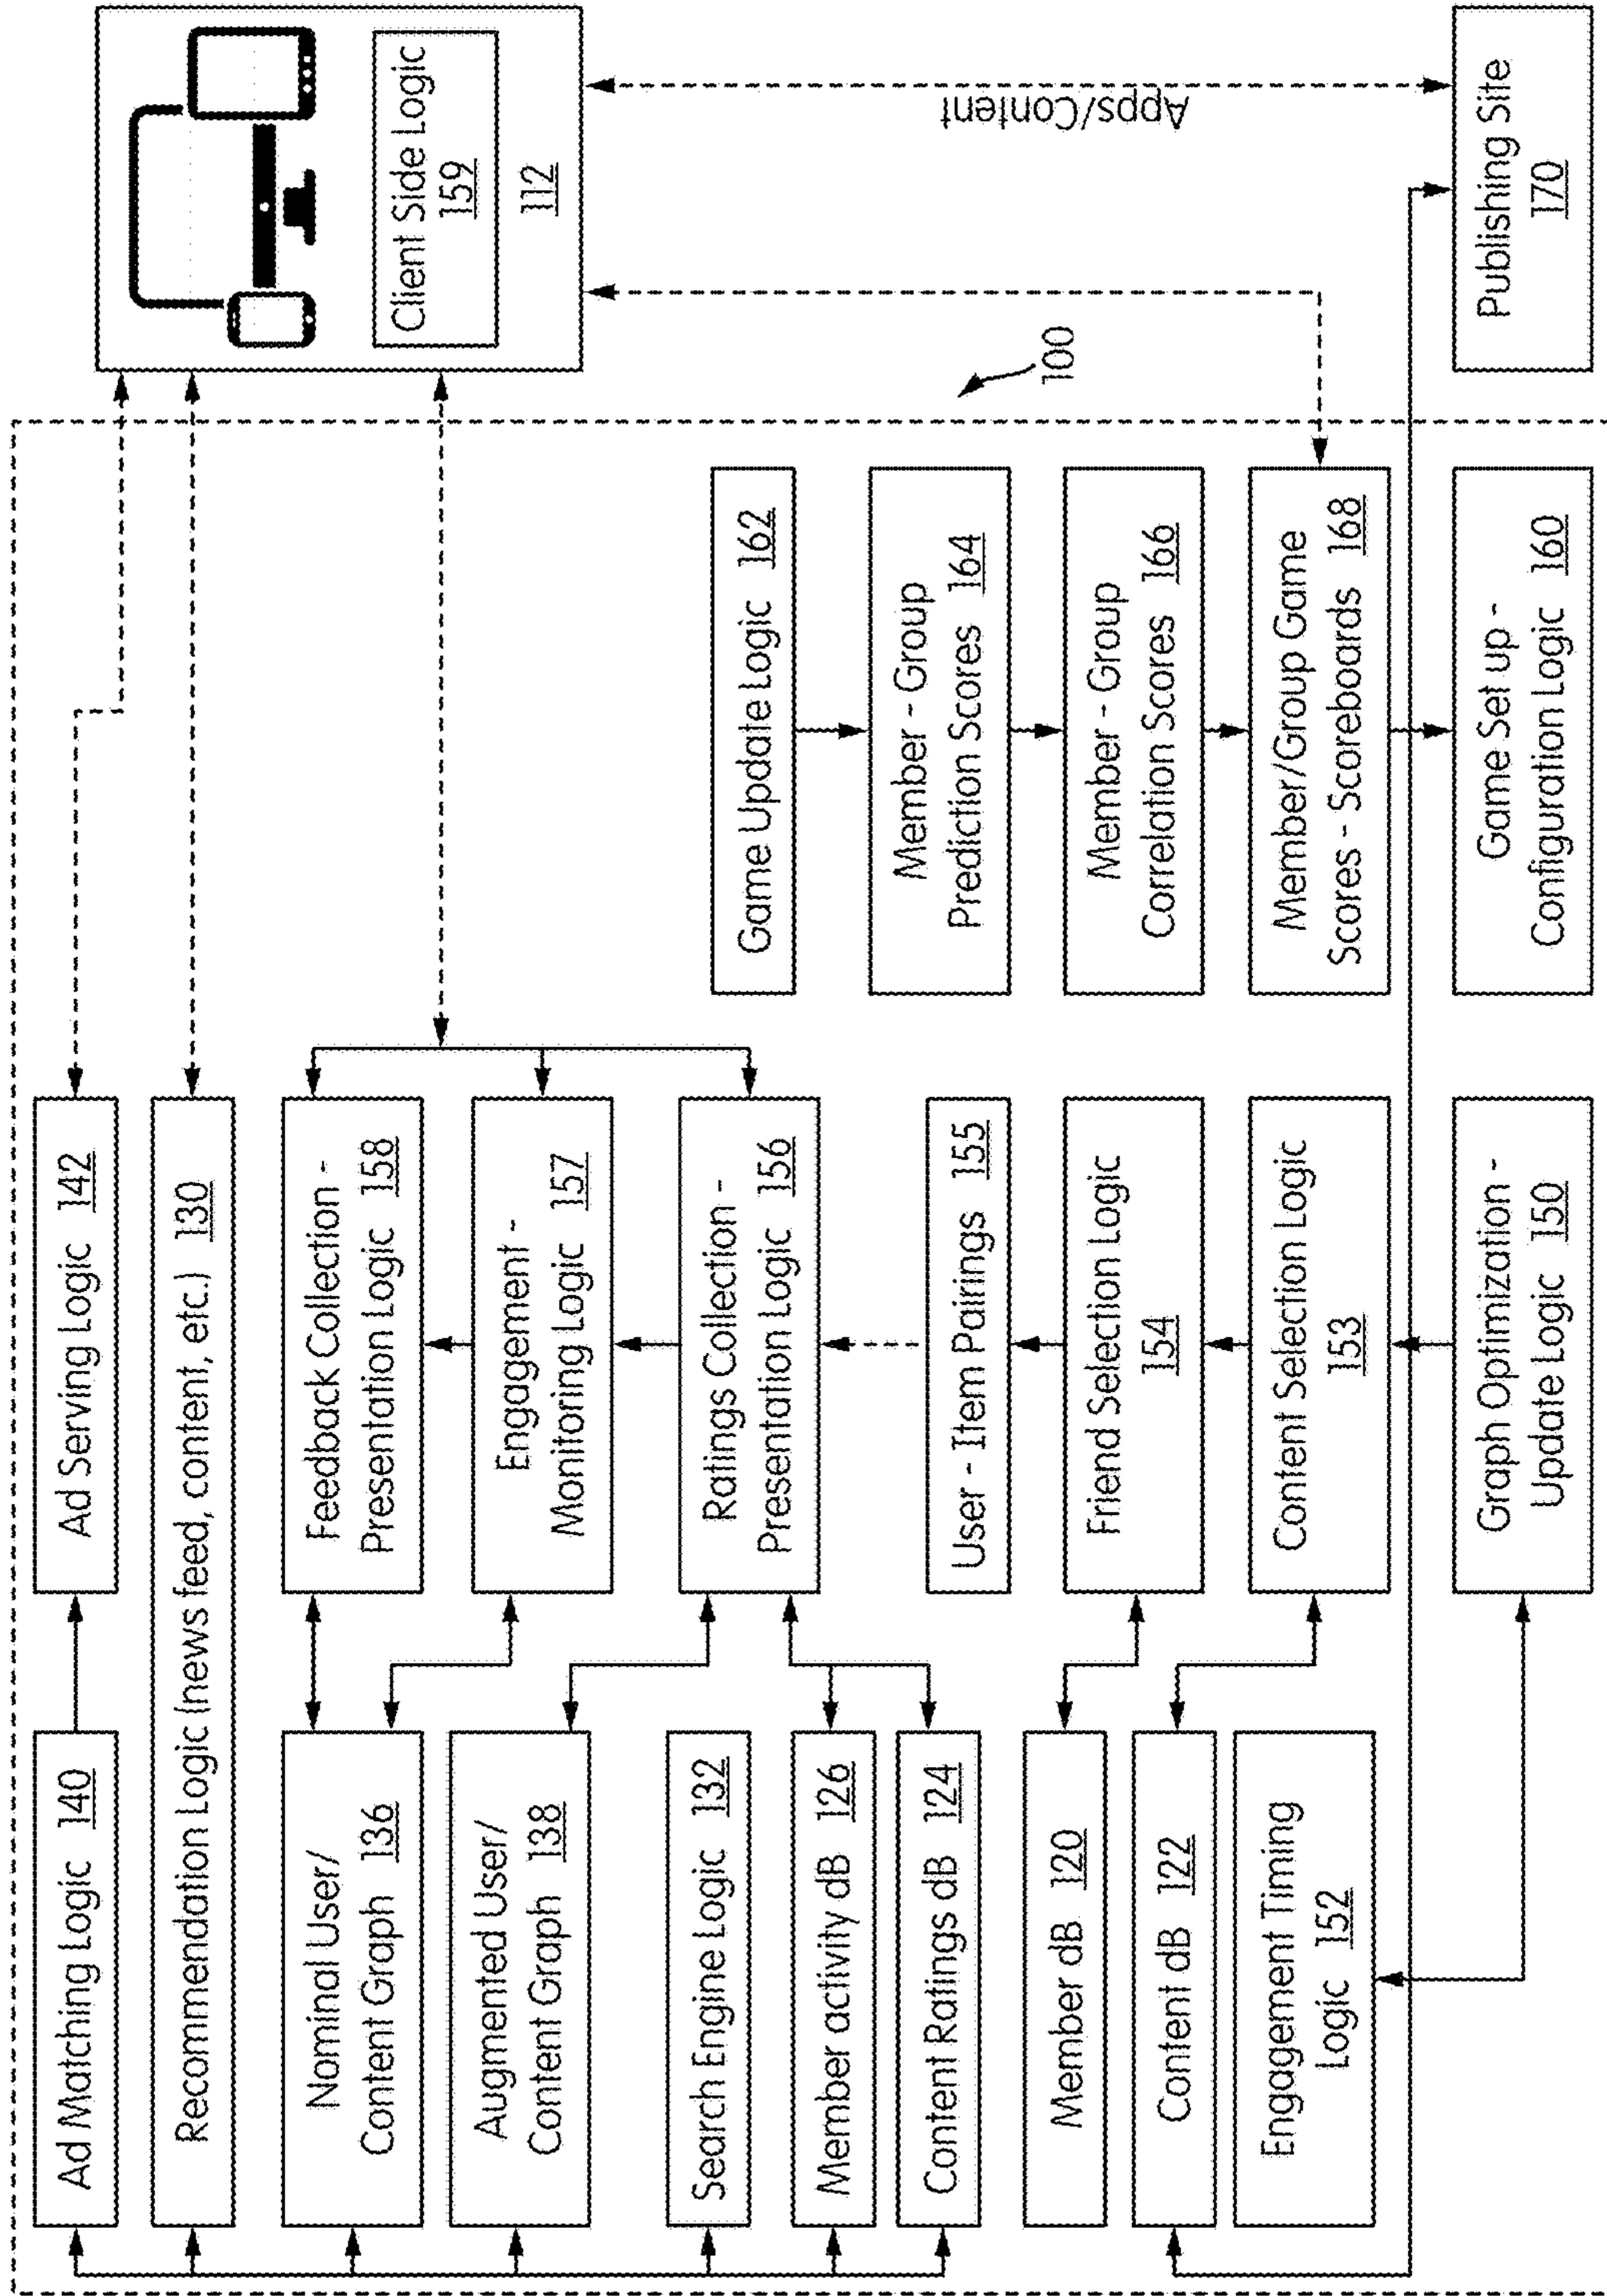 Ad Matching Logic 140
Ad Serving Logic 142
Recommendation Logic (news feed, content, etc.) 130
Nominal User/
Content Graph 136
Feedback Collection -
Presentation Logic 158
Augmented User/
Content Graph 138
Engagement -
Monitoring Logic 157
Search Engine Logic 132
Ratings Collection -
Presentation Logic 156
Member activity dB 126
Content Ratings dB 124
User - Item Pairings 155
Member dB 120
Friend Selection Logic
154
Content dB 122
Content Selection Logic
153
Engagement Timing
Logic 152
Graph Optimization -
Update Logic 150
Game Update Logic 162
Member - Group
Prediction Scores 164
Member - Group
Correlation Scores 166
Member/Group Game
Scores - Scoreboards 168
Game Set up -
Configuration Logic 160
Client Side Logic
159
112
100
Apps/Content
Publishing Site
170